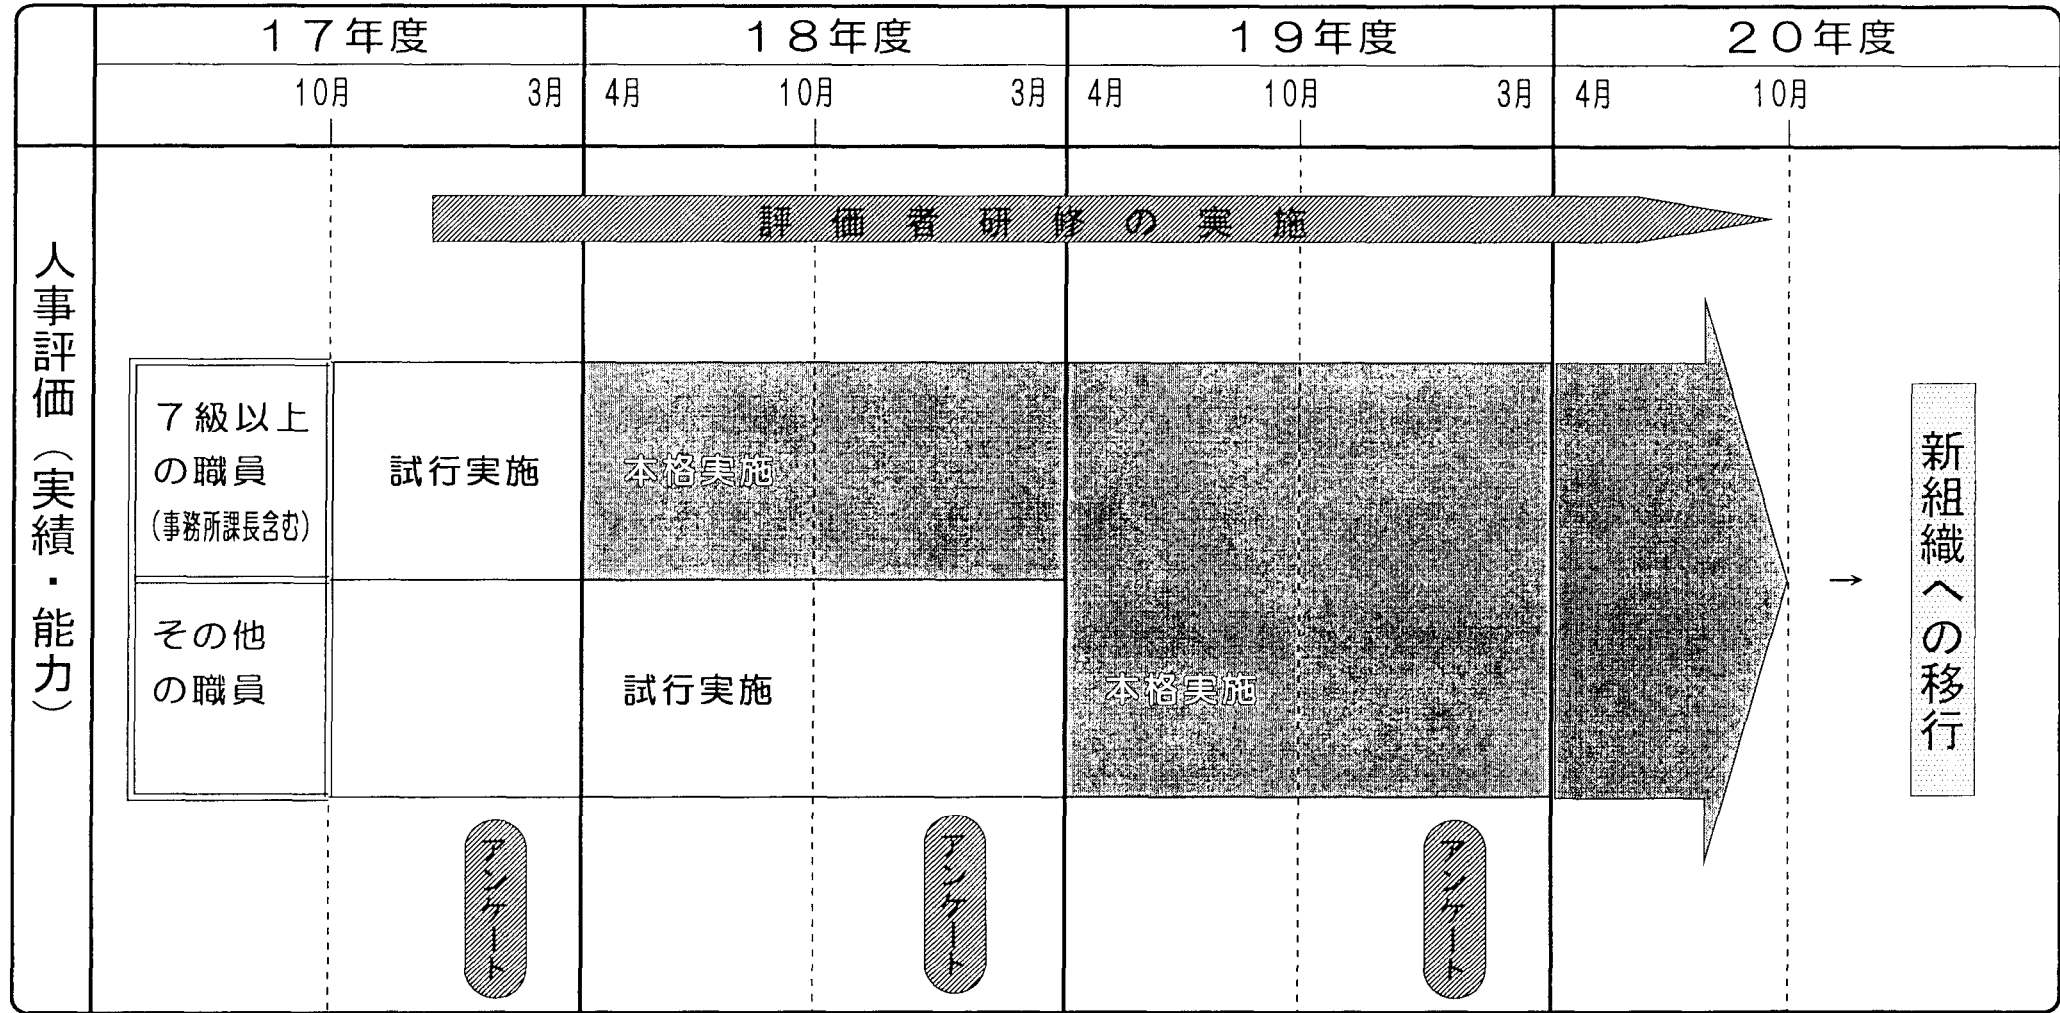 １７年度
１８年度
１９年度
２０年度
10月
3月
4月
10月
3月
4月
10月
3月
4月
10月
人事評価（実績・能力）
評価者研修の実施
７級以上
の職員
（事務所課長含む）
試行実施
本格実施
その他
の職員
試行実施
本格実施
→
新組織への移行
アンケート
アンケート
アンケート